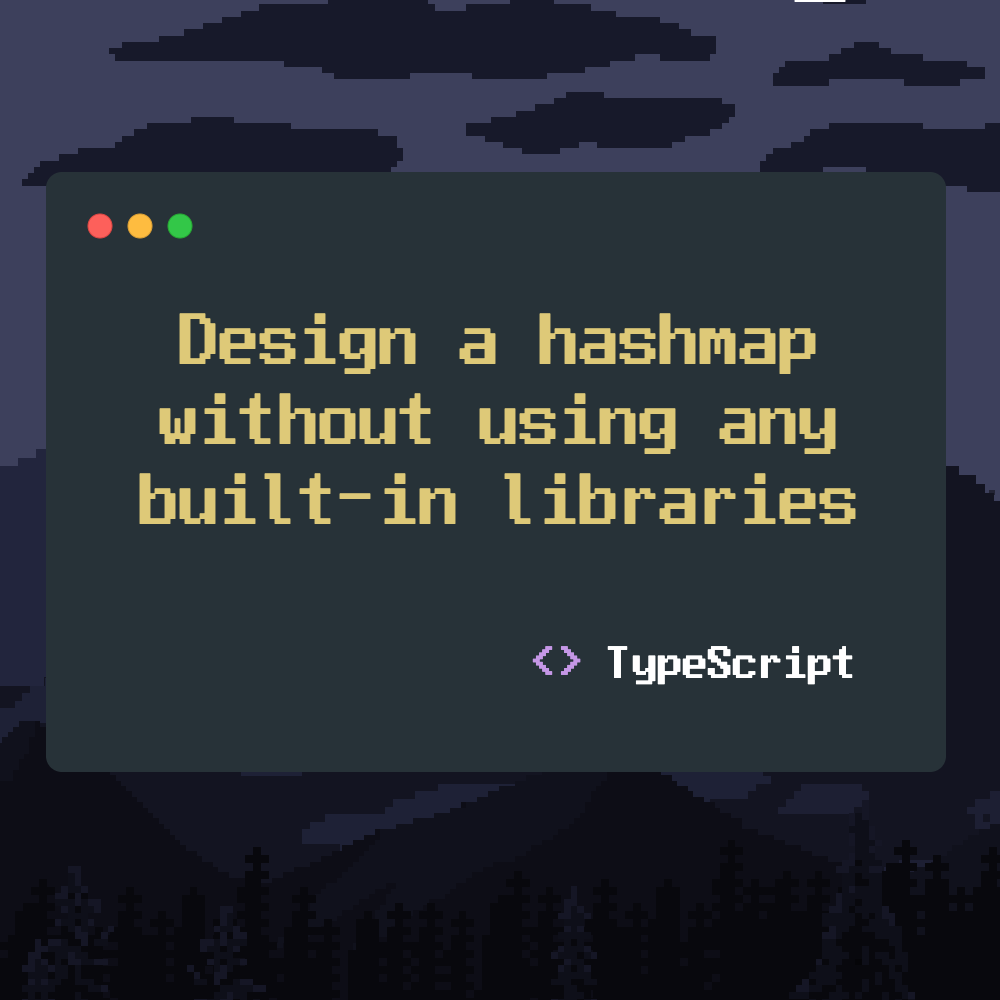 Design a hashmap
without using any
built-in libraries
<> TypeScript